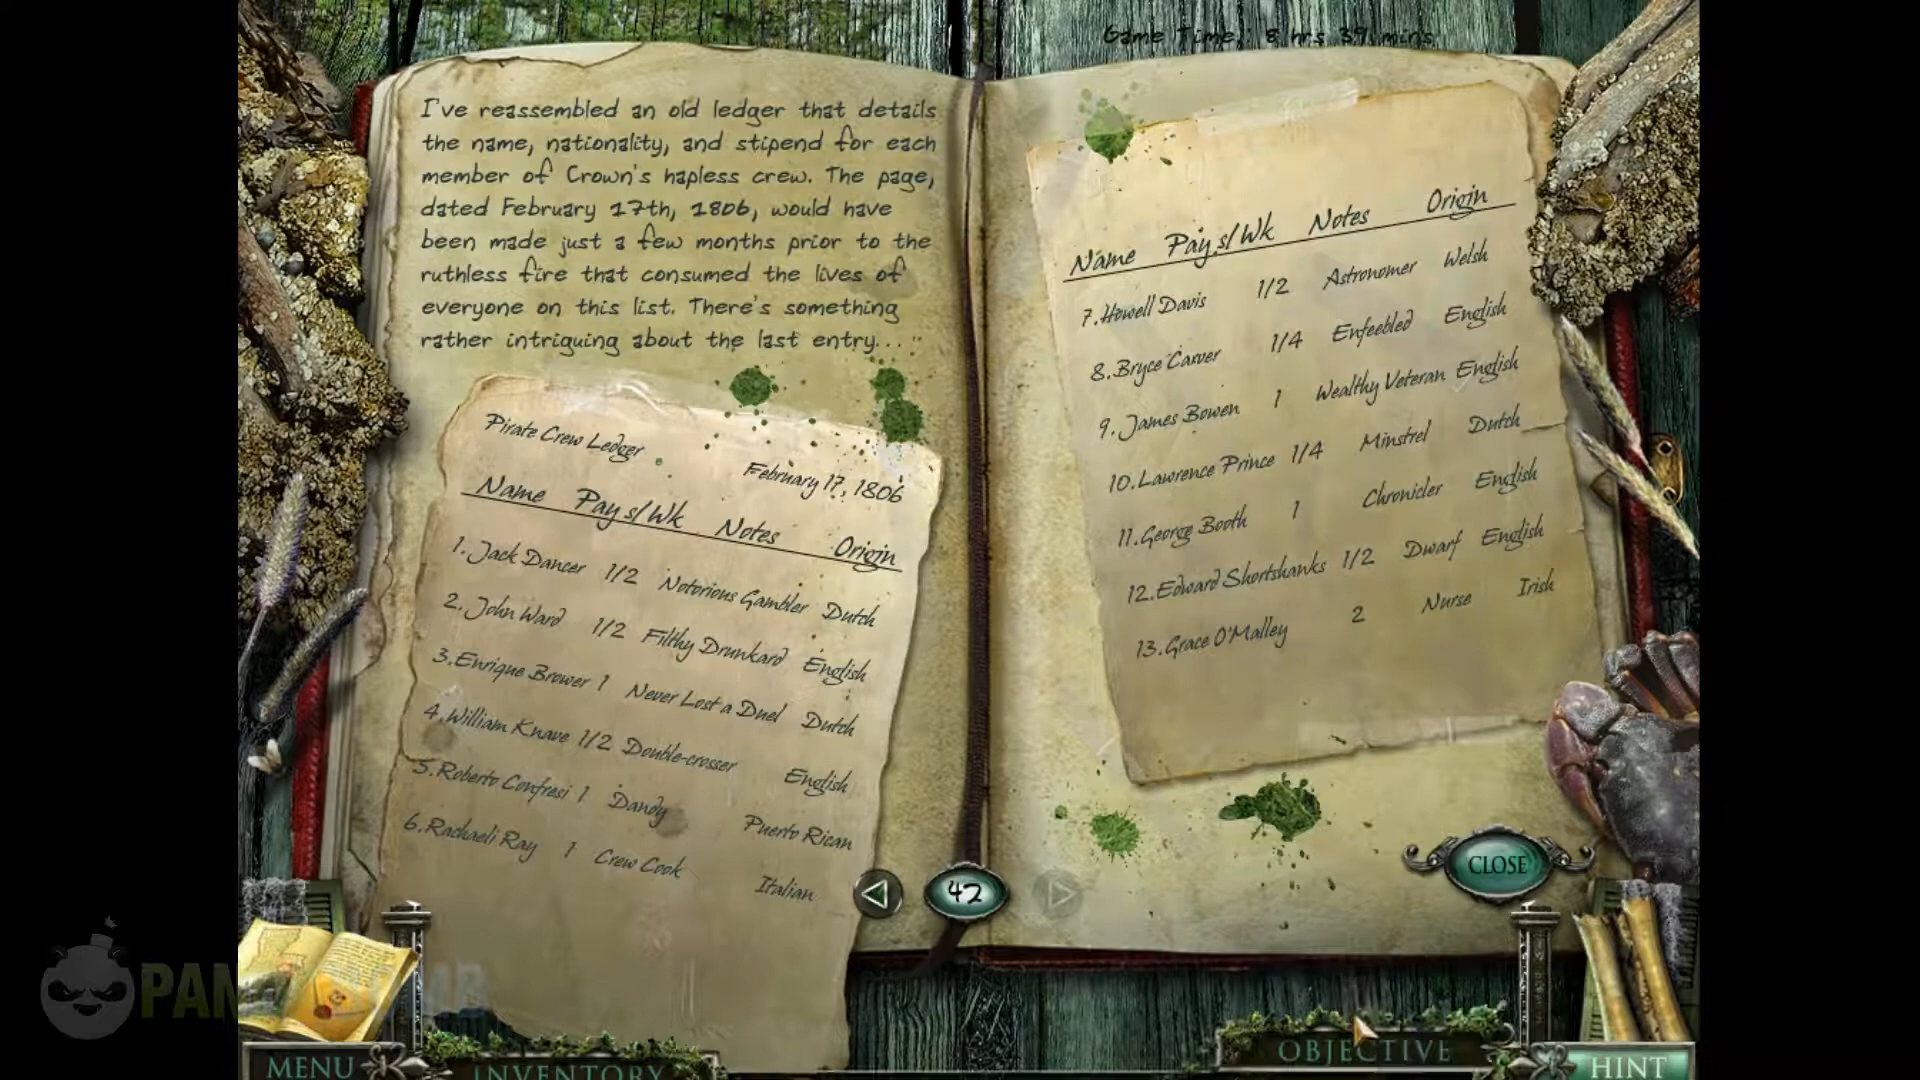 Game Time: 8 hrs 39 mins
I've reassembled an old ledger that details
the name, nationality, and stipend for each
member of Crown's hapless crew. The page,
dated February 17th, 1806, would have
been made just a few months prior to the
ruthless fire that consumed the lives of
everyone on this list. There's something
rather intriguing about the last entry...
Pirate Crew Ledger
February 17, 1806
Name Pay s/Wk Notes Origin
1. Jack Dancer 1/2 Notorious Gambler Dutch
2. John Ward 1/2 Filthy Drunkard English
3. Enrique Brower 1 Never Lost a Duel Dutch
4. William Knave 1/2 Double-crosser English
5. Roberto Confresi 1 Dandy Puerto Rican
6. Rachaeli Ray 1 Crew Cook Italian
Name Pay s/Wk Notes Origin
7. Howell Davis 1/2 Astronomer Welsh
8. Bryce Carver 1/4 Enfeebled English
9. James Bowen 1 Wealthy Veteran English
10. Lawrence Prince 1/4 Minstrel Dutch
11. George Booth 1 Chronicler English
12. Edward Shortshanks 1/2 Dwarf English
13. Grace O'Malley 2 Nurse Irish
42
CLOSE
MENU
INVENTORY
OBJECTIVE
HINT